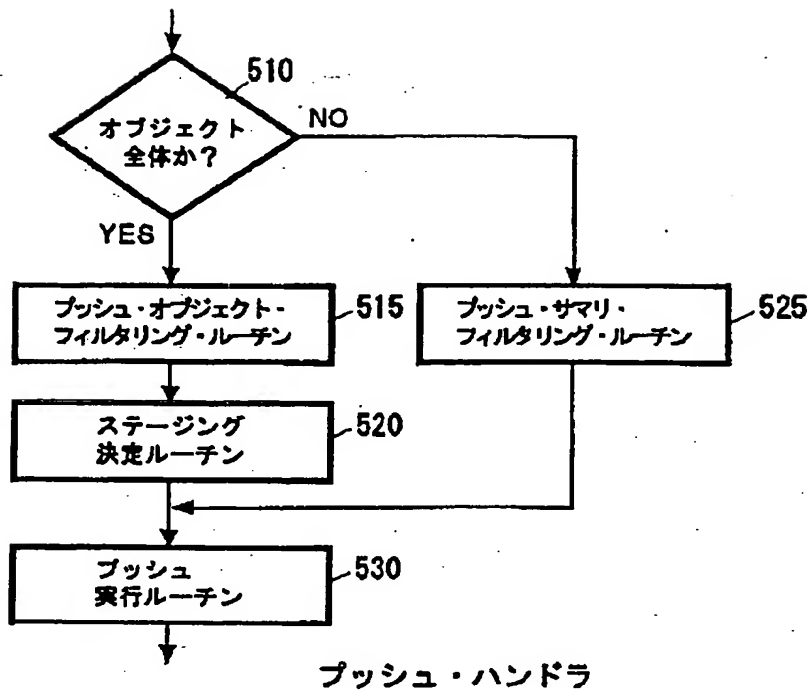 510
オブジェクト
全体か？
NO
YES
プッシュ・オブジェクト・
フィルタリング・ルーチン
515
プッシュ・サマリ・
フィルタリング・ルーチン
525
ステージング
決定ルーチン
520
プッシュ
実行ルーチン
530
プッシュ・ハンドラ